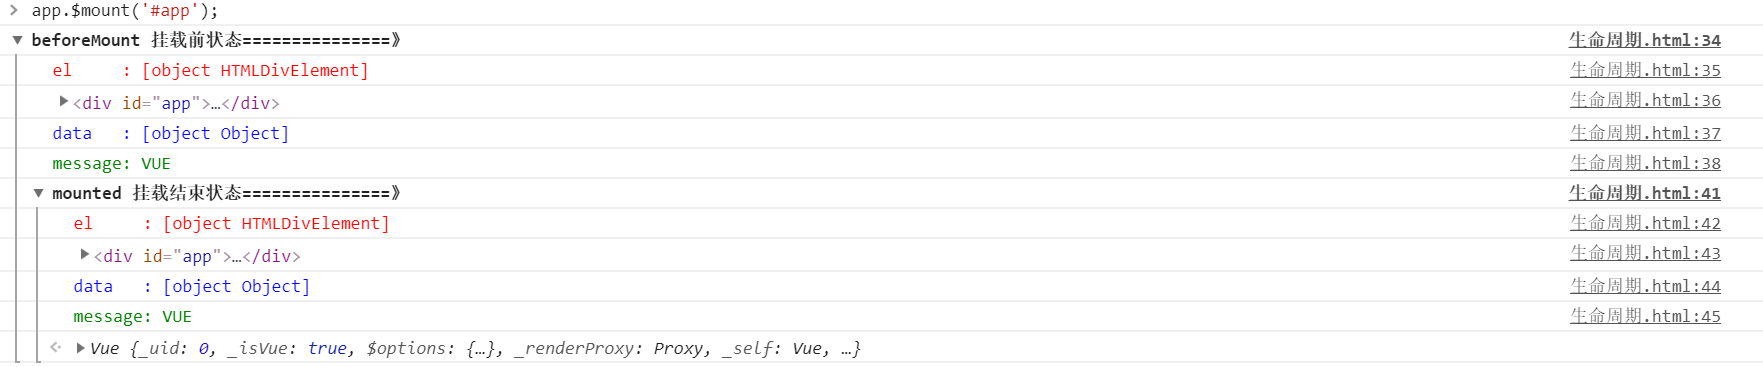 app.$mount('#app');
beforeMount 挂载前状态===============》 生命周期.html:34
el     : [object HTMLDivElement] 生命周期.html:35
<div id="app">…</div> 生命周期.html:36
data   : [object Object] 生命周期.html:37
message: VUE 生命周期.html:38
mounted 挂载结束状态===============》 生命周期.html:41
el     : [object HTMLDivElement] 生命周期.html:42
<div id="app">…</div> 生命周期.html:43
data   : [object Object] 生命周期.html:44
message: VUE 生命周期.html:45
Vue {_uid: 0, _isVue: true, $options: {…}, _renderProxy: Proxy, _self: Vue, …}